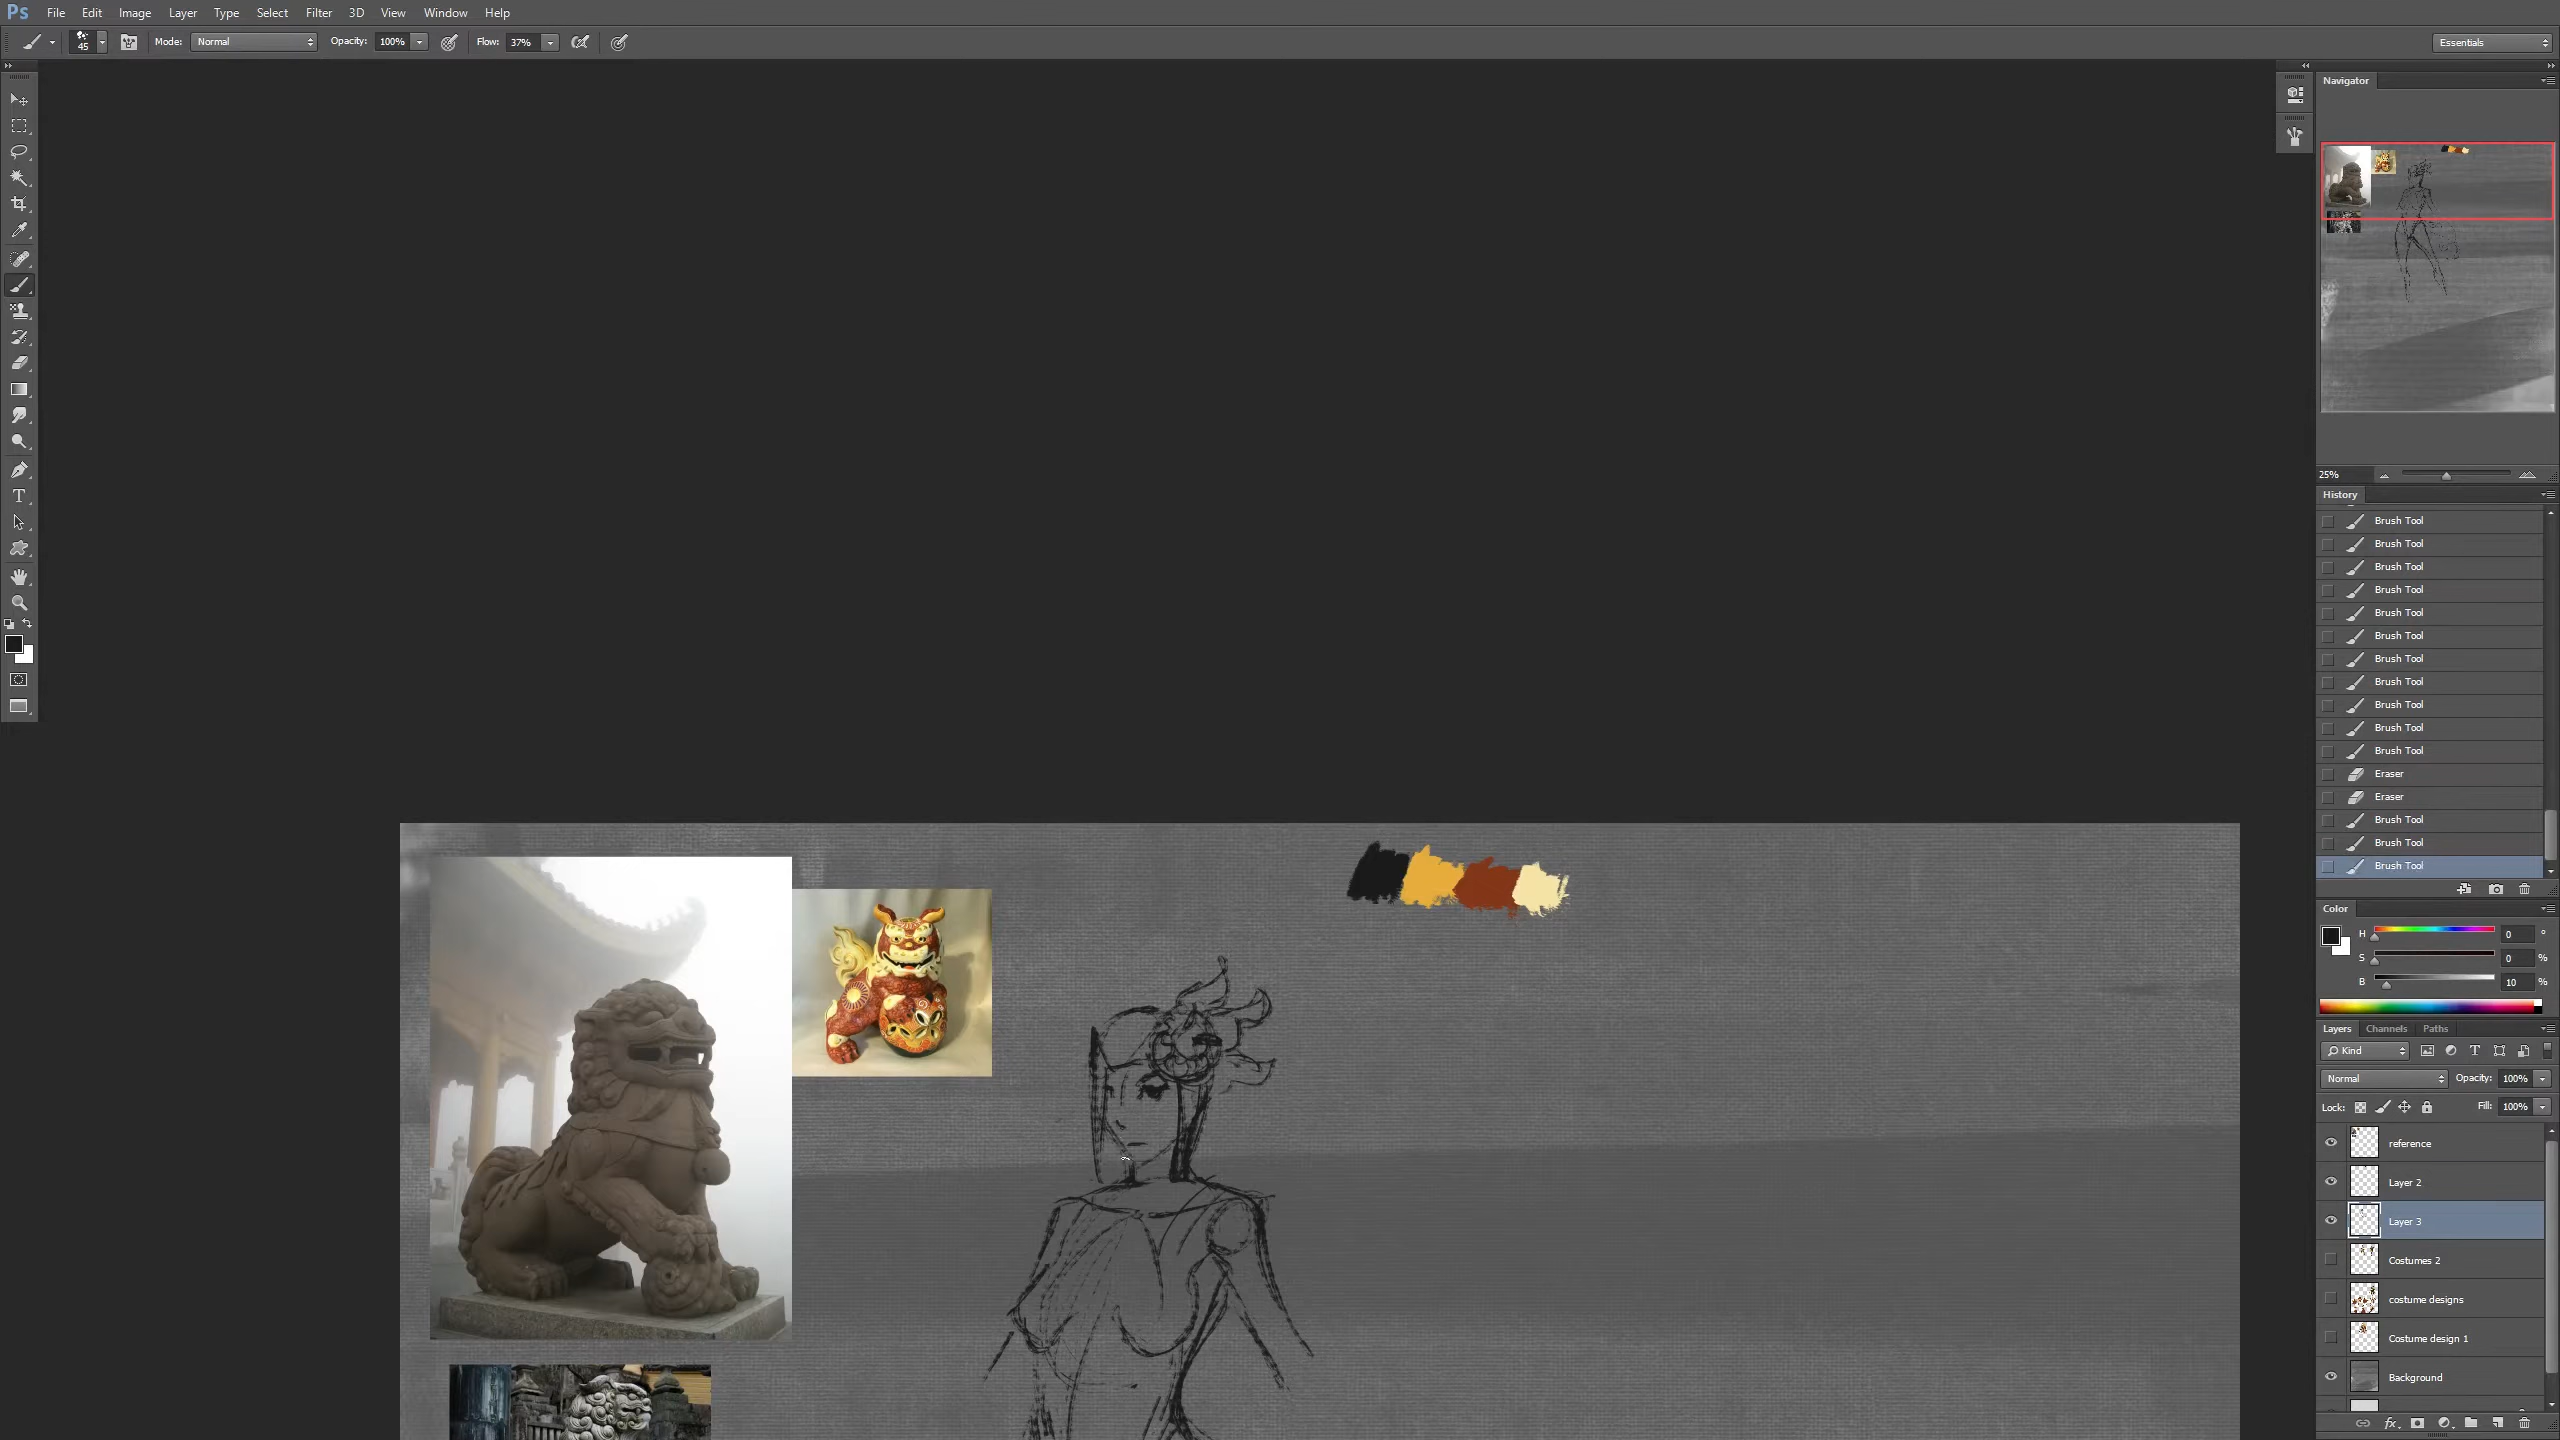 Ps File Edit Image Layer Type Select Filter 3D View Window Help
45 Mode: Normal Opacity: 100% Flow: 37% Essentials
Navigator
25%
History
Brush Tool
Brush Tool
Brush Tool
Brush Tool
Brush Tool
Brush Tool
Brush Tool
Brush Tool
Brush Tool
Brush Tool
Brush Tool
Eraser
Eraser
Brush Tool
Brush Tool
Brush Tool
Color
H 0 °
S 0 %
B 10 %
Layers Channels Paths
Kind T
Normal Opacity: 100%
Lock: Fill: 100%
reference
Layer 2
Layer 3
Costumes 2
costume designs
Costume design 1
Background
fx
T